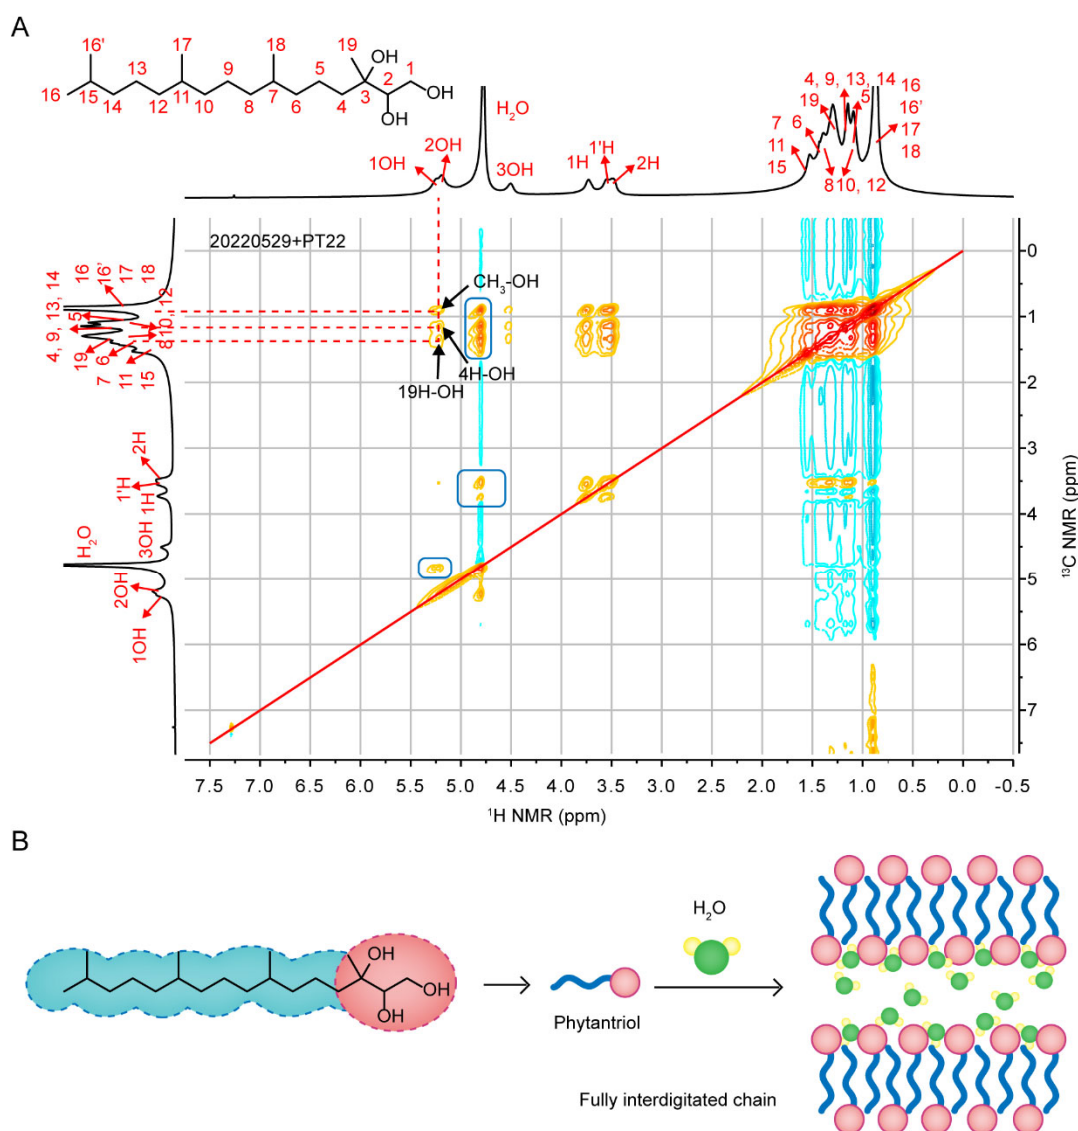 A
16' 17 18 19 OH
13 9 5 2 1
16 15 14 12 11 10 8 7 6 4 3 OH
OH
H₂O
4, 9, 13, 14 16
19 5 16'
7 6 17
11 18
15 8 10, 12
1OH 2OH 3OH 1H 1'H 2H
20220529+PT22
CH₃-OH
4H-OH
19H-OH
4, 9, 13, 14
16 16' 17 18
5
8 10, 12
19
7 6
11 15
2H
1'H
1H
3OH
H₂O
2OH
1OH
0
1
2
3
4
5
6
7
¹³C NMR (ppm)
7.5 7.0 6.5 6.0 5.5 5.0 4.5 4.0 3.5 3.0 2.5 2.0 1.5 1.0 0.5 0.0 -0.5
¹H NMR (ppm)
B
OH
OH
OH
Phytantriol
H₂O
Fully interdigitated chain